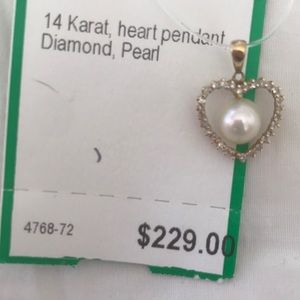 14 Karat, heart pendant
Diamond, Pearl
4768-72
$229.00